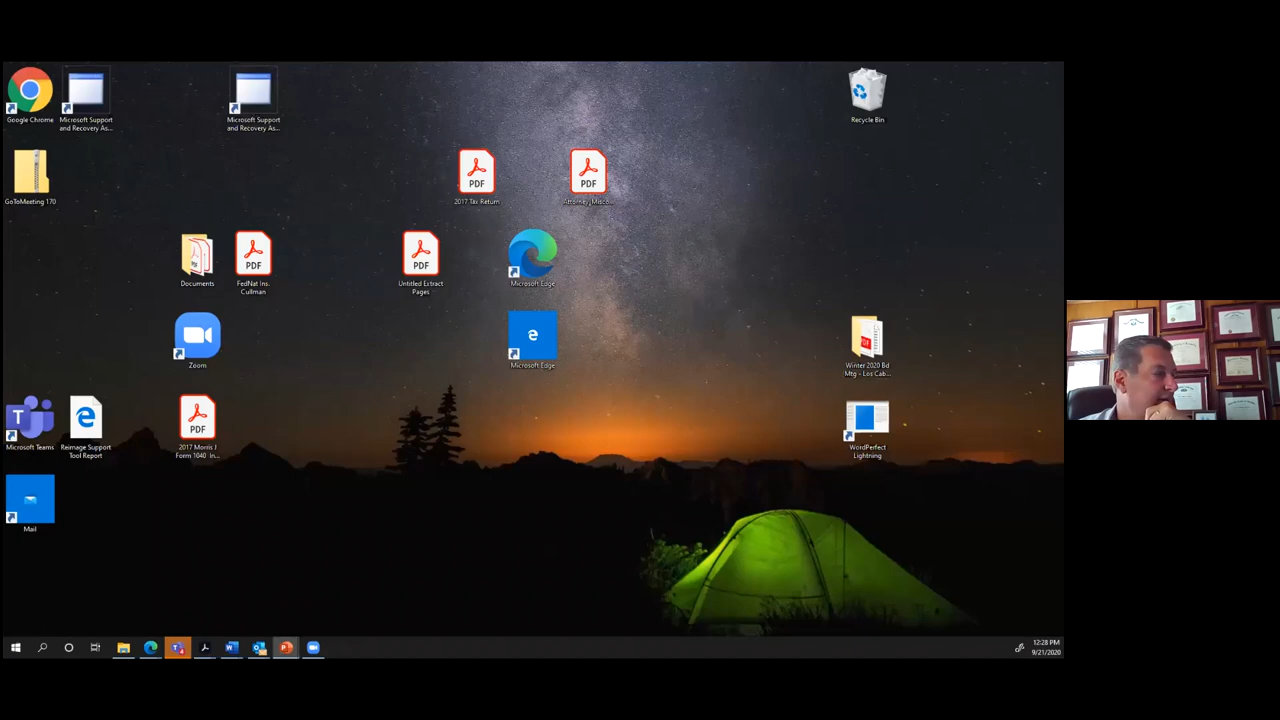 Google Chrome
Microsoft Support
and Recovery As...
Microsoft Support
and Recovery As...
Recycle Bin
GoToMeeting 170
PDF
2017 Tax Return
PDF
Attorney_Misco...
Documents
PDF
FedNat Ins.
Cullman
PDF
Untitled Extract
Pages
Microsoft Edge
Zoom
Microsoft Edge
Winter 2020 Bd
Mtg - Los Cab...
Microsoft Teams
Reimage Support
Tool Report
PDF
2017 Morris J
Form 1040 In...
WordPerfect
Lightning
Mail
12:28 PM
9/21/2020